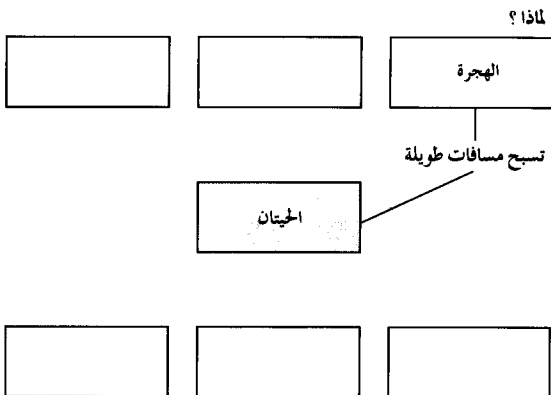 لماذا ؟
الهجرة
تسبح مسافات طويلة
الحيتان